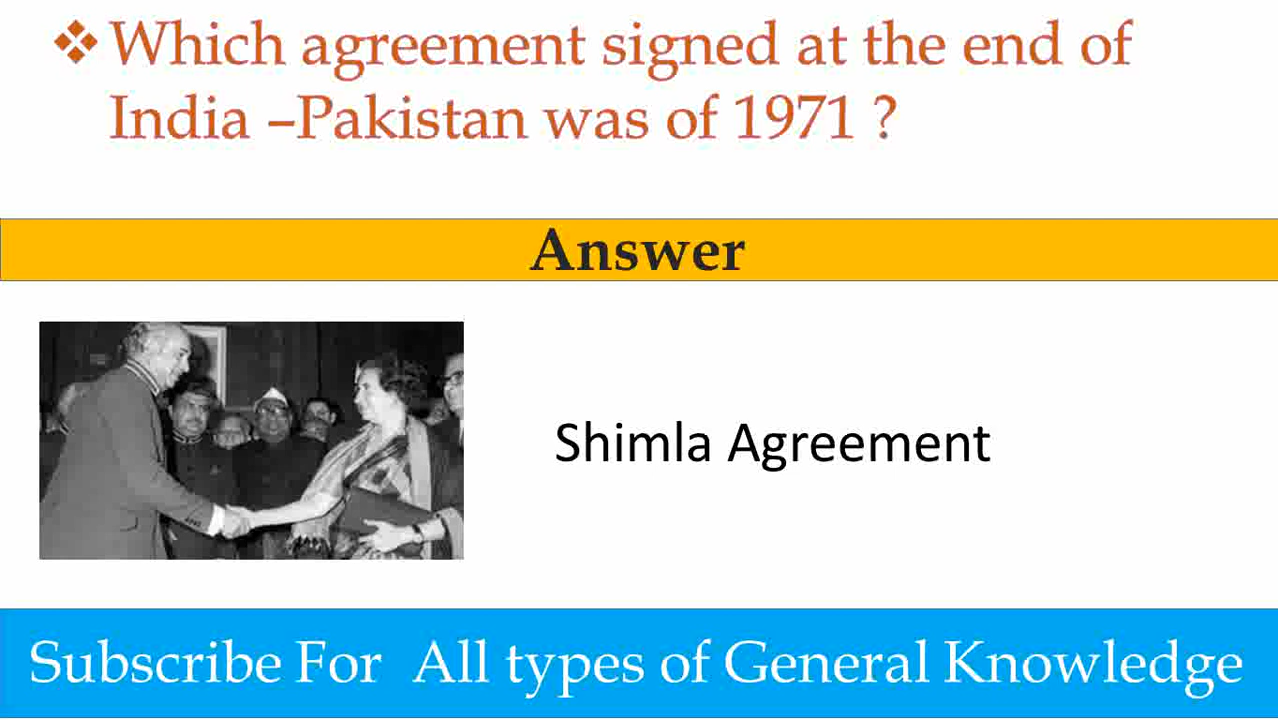 ❖Which agreement signed at the end of
India –Pakistan was of 1971 ?
Answer
Shimla Agreement
Subscribe For All types of General Knowledge